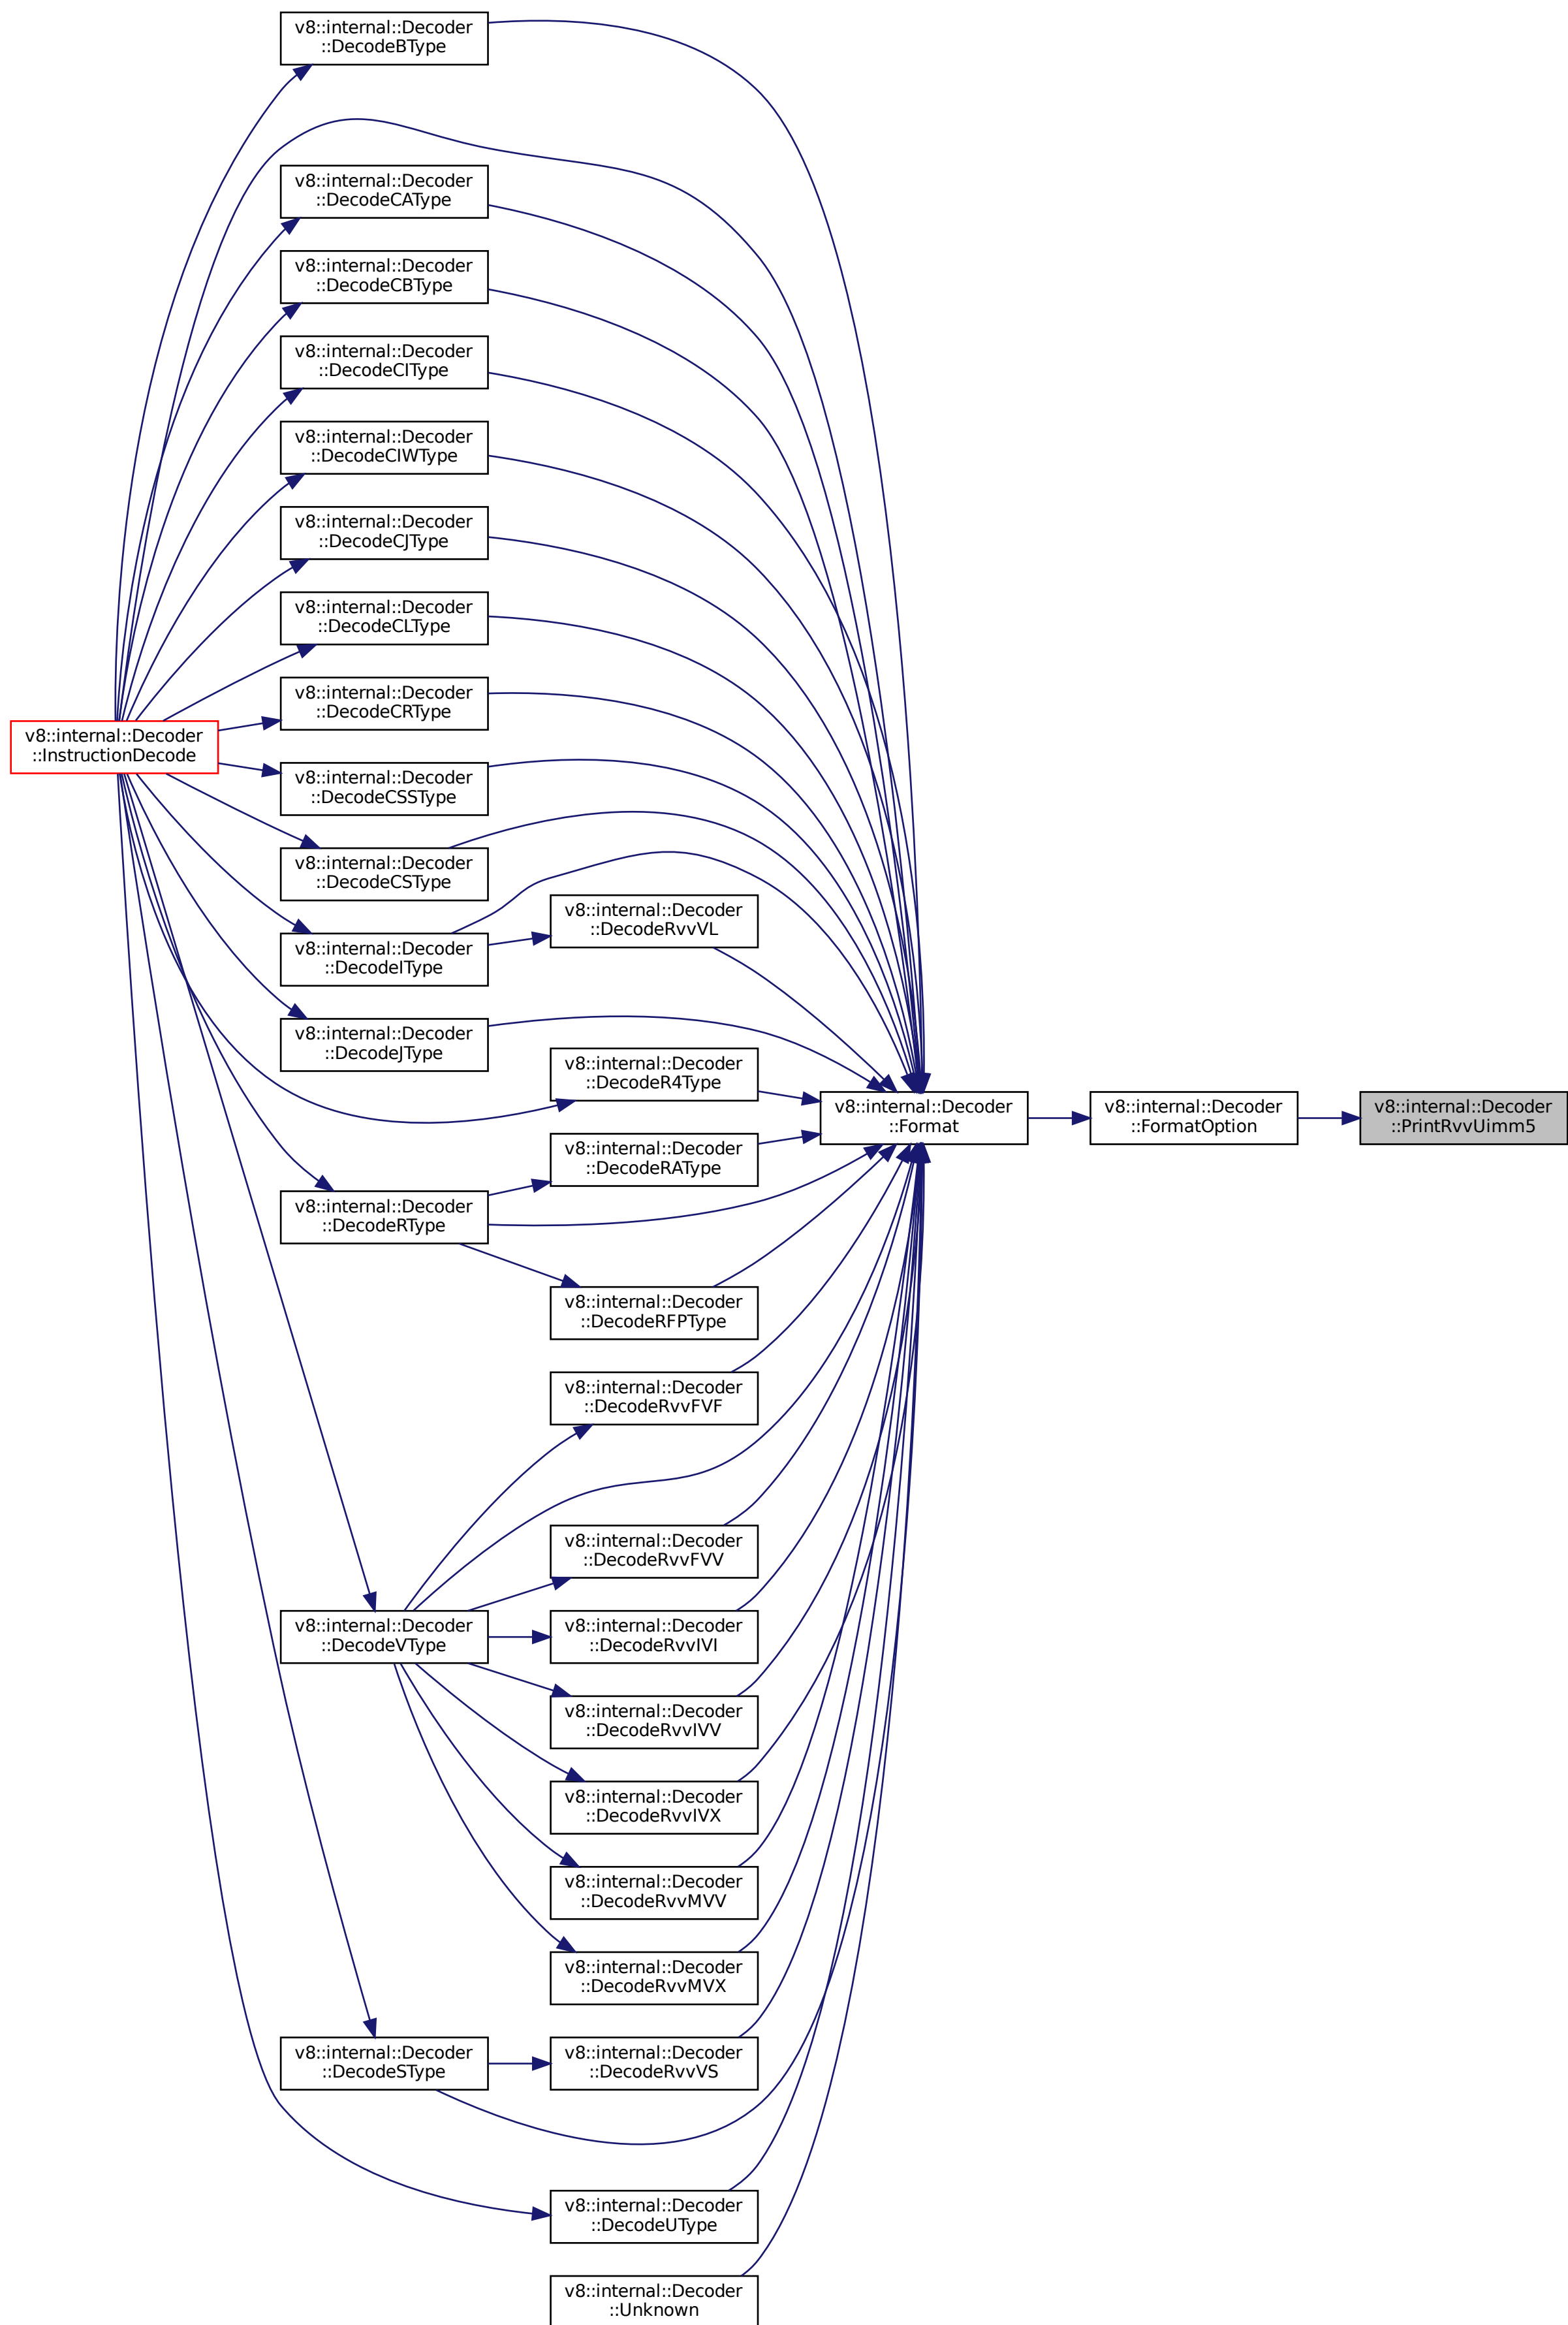 v8::internal::Decoder
::DecodeBType
v8::internal::Decoder
::DecodeCAType
v8::internal::Decoder
::DecodeCBType
v8::internal::Decoder
::DecodeCIType
v8::internal::Decoder
::DecodeCIWType
v8::internal::Decoder
::DecodeCJType
v8::internal::Decoder
::DecodeCLType
v8::internal::Decoder
::DecodeCRType
v8::internal::Decoder
::InstructionDecode
v8::internal::Decoder
::DecodeCSSType
v8::internal::Decoder
::DecodeCSType
v8::internal::Decoder
::DecodeRvvVL
v8::internal::Decoder
::DecodeIType
v8::internal::Decoder
::DecodeJType
v8::internal::Decoder
::DecodeR4Type
v8::internal::Decoder
::Format
v8::internal::Decoder
::FormatOption
v8::internal::Decoder
::PrintRvvUimm5
v8::internal::Decoder
::DecodeRAType
v8::internal::Decoder
::DecodeRType
v8::internal::Decoder
::DecodeRFPType
v8::internal::Decoder
::DecodeRvvFVF
v8::internal::Decoder
::DecodeRvvFVV
v8::internal::Decoder
::DecodeVType
v8::internal::Decoder
::DecodeRvvIVI
v8::internal::Decoder
::DecodeRvvIVV
v8::internal::Decoder
::DecodeRvvIVX
v8::internal::Decoder
::DecodeRvvMVV
v8::internal::Decoder
::DecodeRvvMVX
v8::internal::Decoder
::DecodeSType
v8::internal::Decoder
::DecodeRvvVS
v8::internal::Decoder
::DecodeUType
v8::internal::Decoder
::Unknown